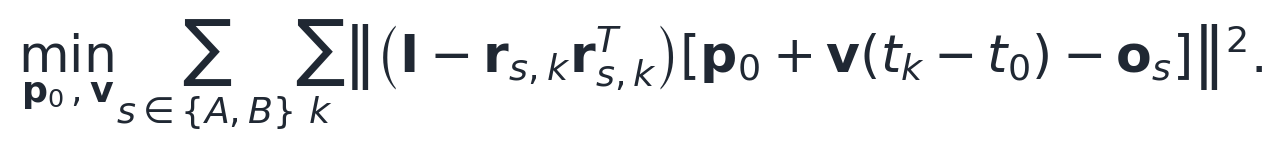 min_{𝐩₀, 𝐯} ∑_{s ∈ {A, B}} ∑_k ‖(𝐈 − 𝐫_{s,k} 𝐫_{s,k}^T) [𝐩₀ + 𝐯(t_k − t₀) − 𝐨_s]‖².